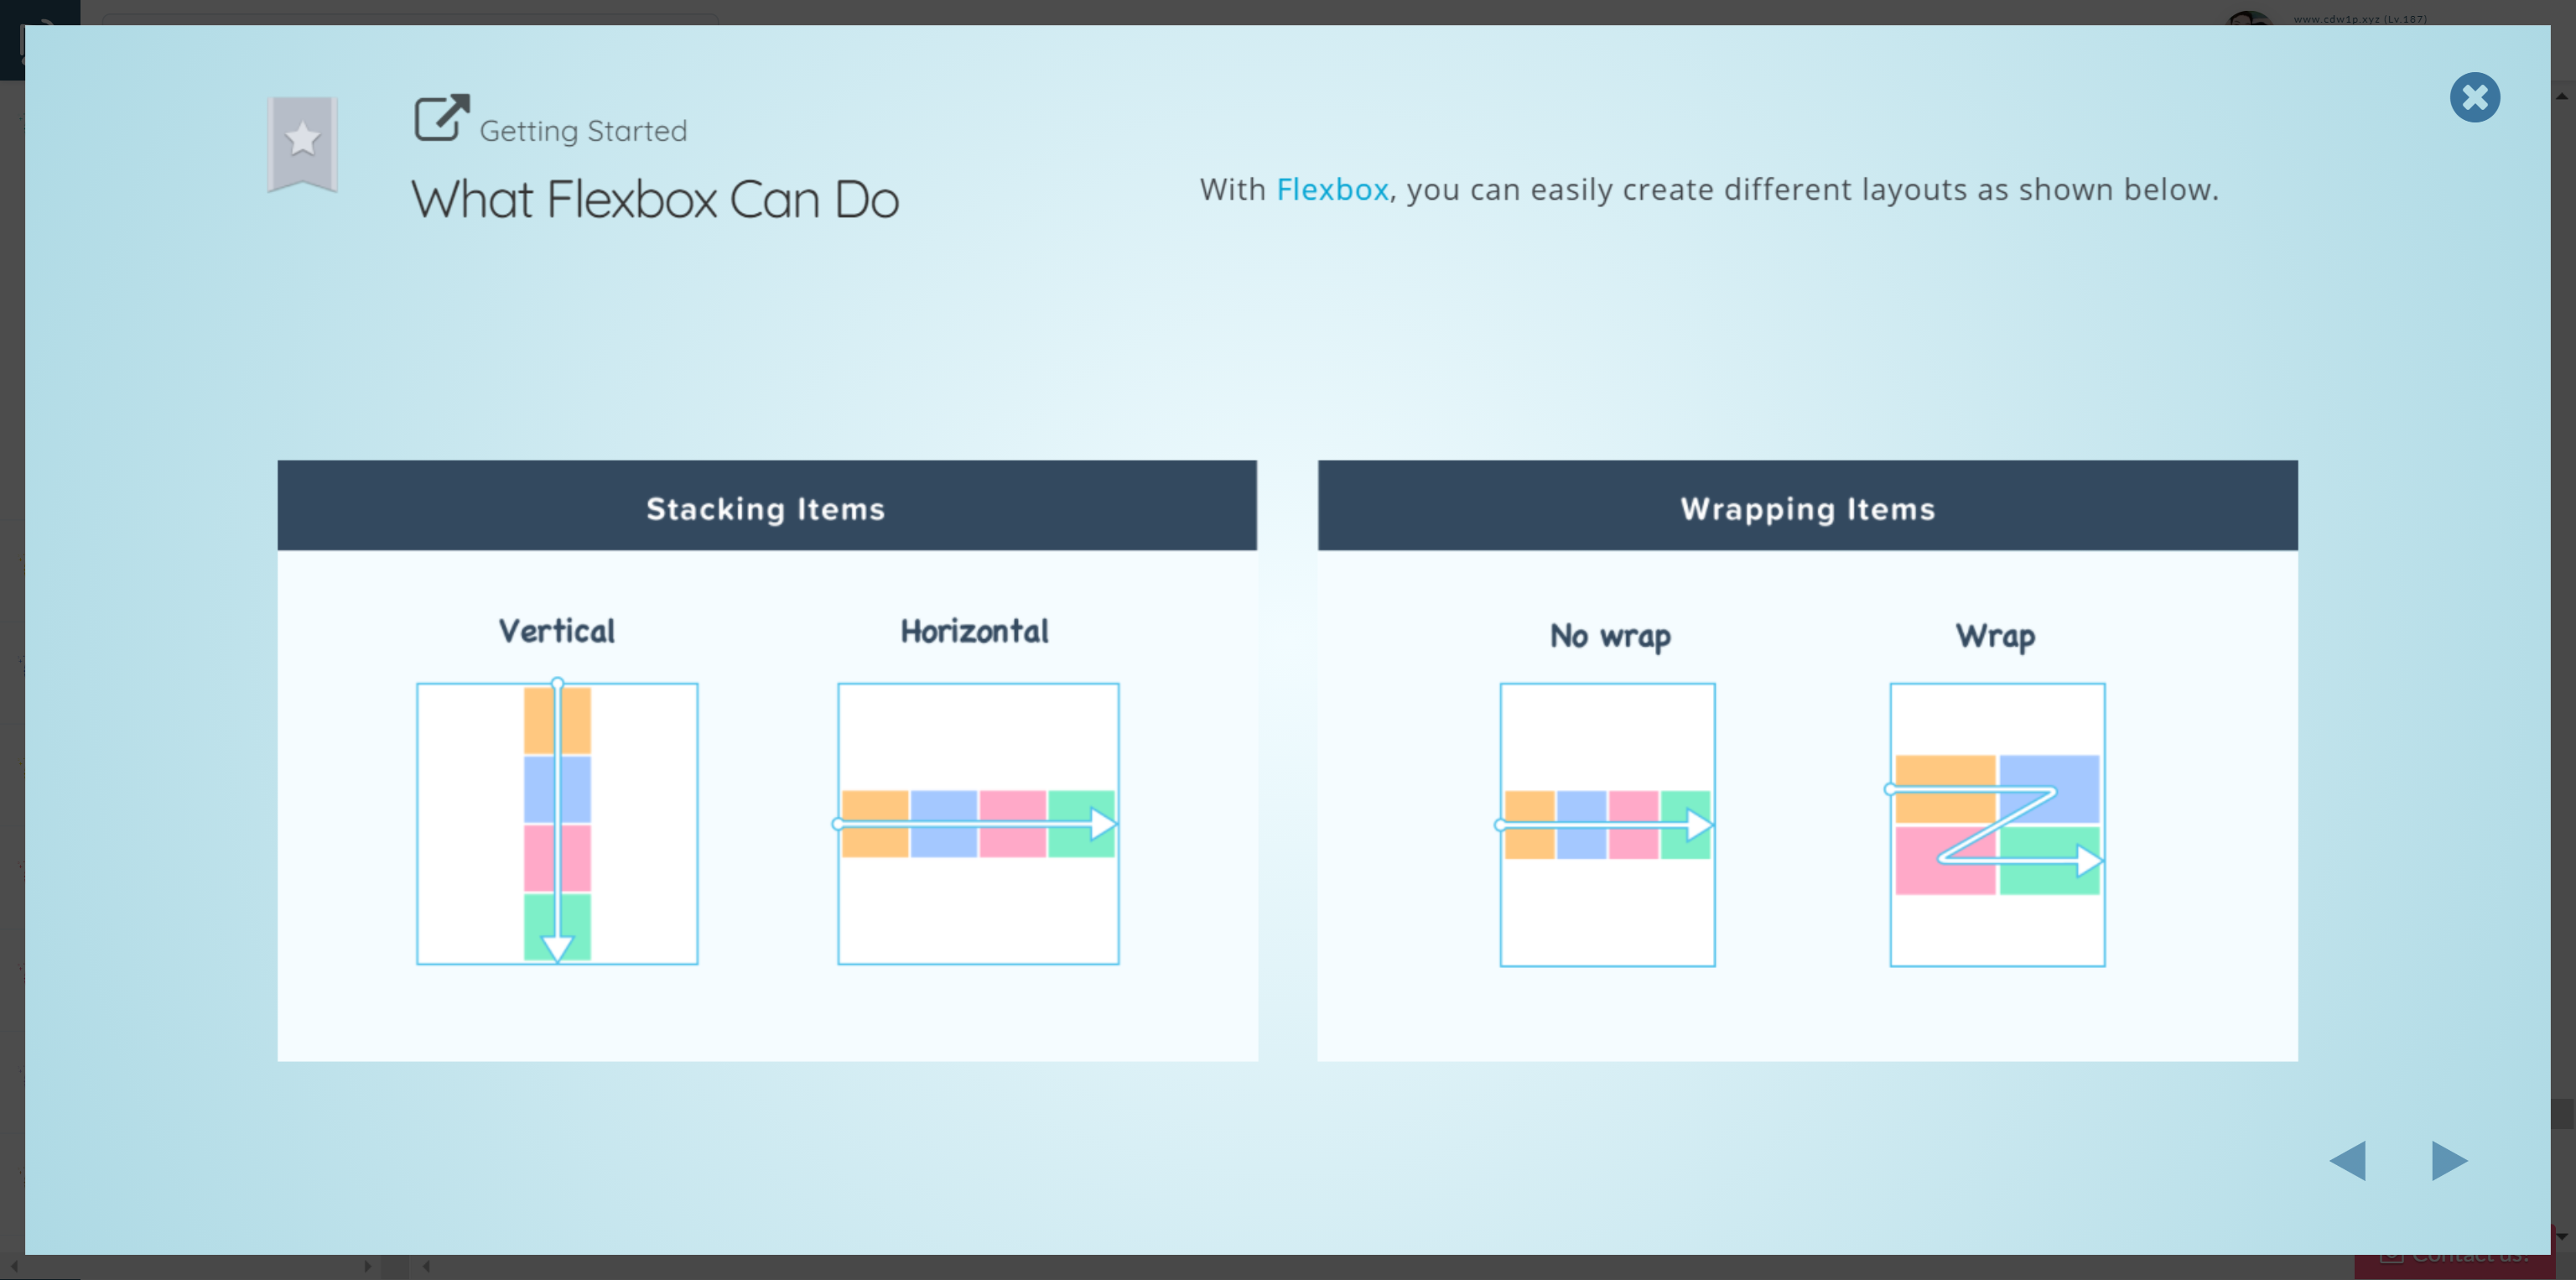 www.cdw1p.xyz (Lv.187)
Getting Started
What Flexbox Can Do
With Flexbox, you can easily create different layouts as shown below.
Stacking Items
Vertical
Horizontal
Wrapping Items
No wrap
Wrap
Contact us!